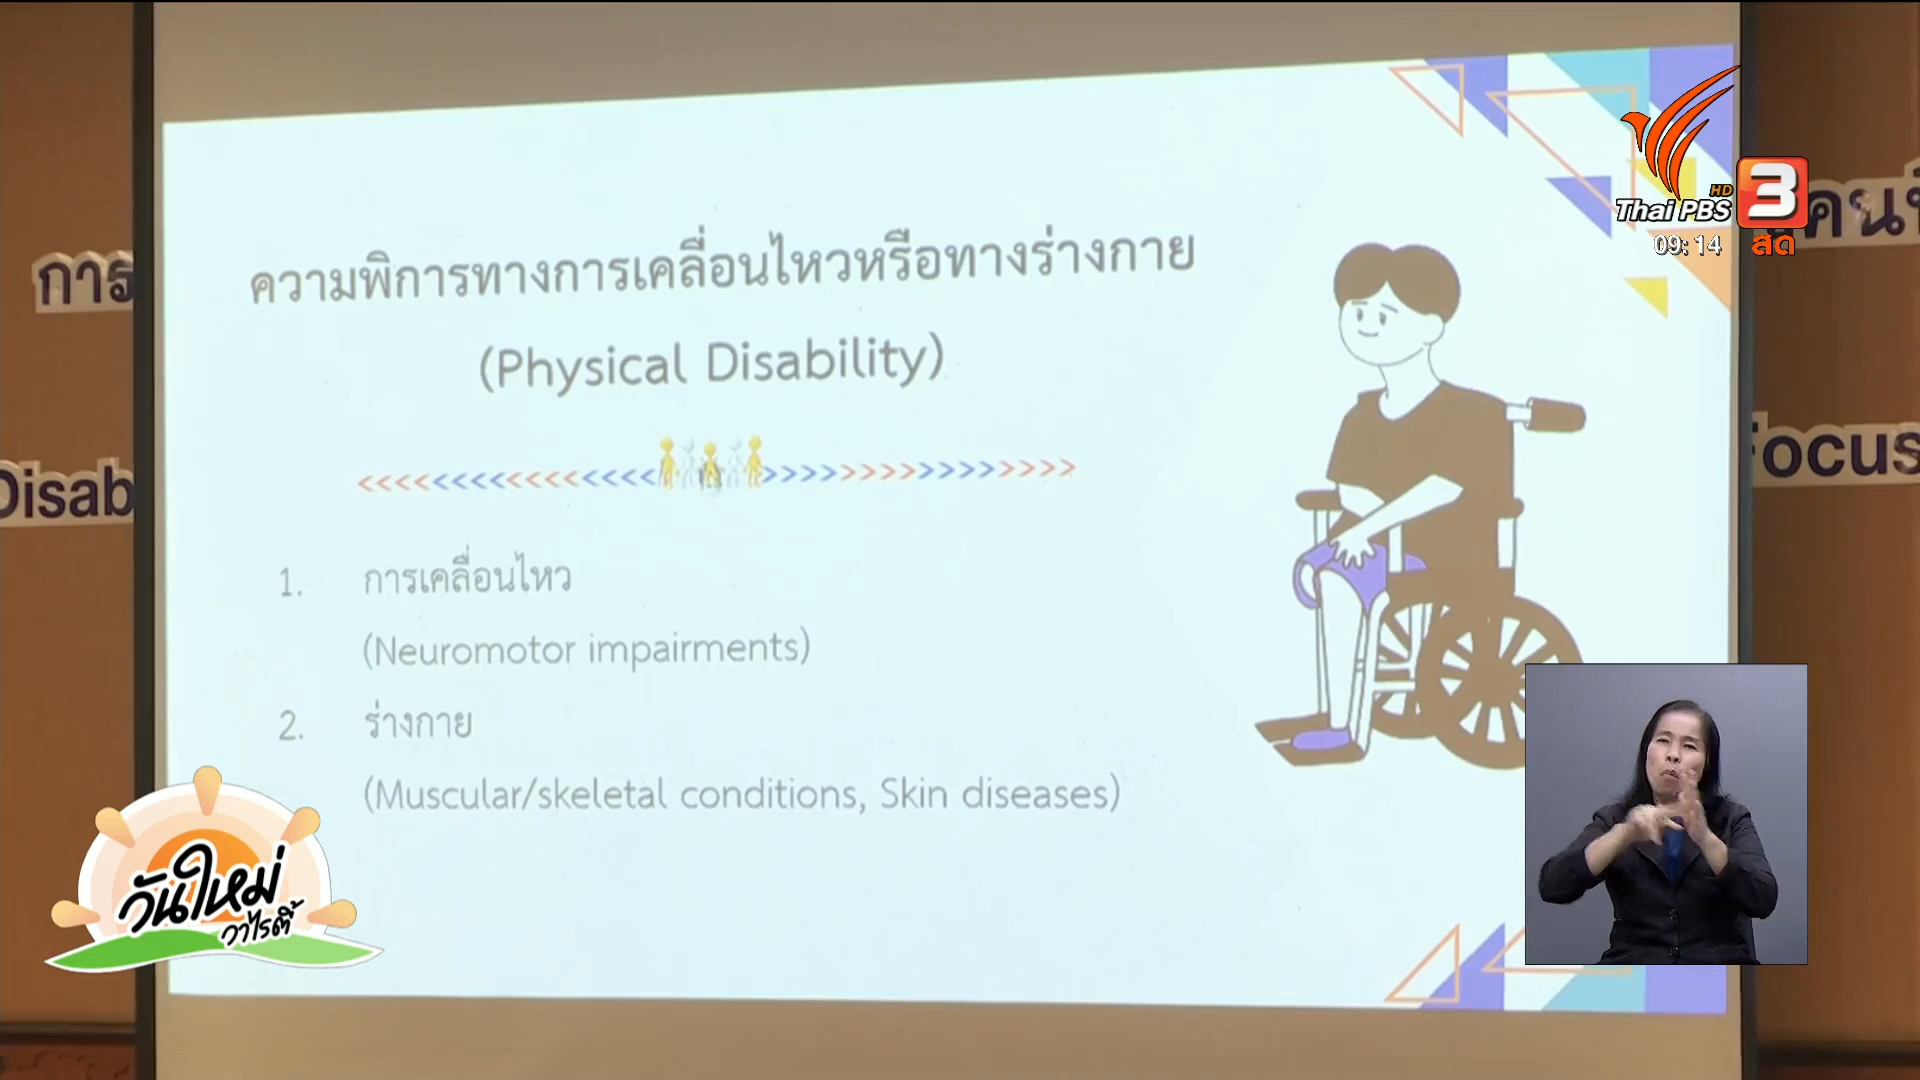 HD
Thai PBS
3
09:14 สด
การ
Disab
Focus
ความพิการทางการเคลื่อนไหวหรือทางร่างกาย
(Physical Disability)
1. การเคลื่อนไหว
(Neuromotor impairments)
2. ร่างกาย
(Muscular/skeletal conditions, Skin diseases)
วันใหม่
วาไรตี้